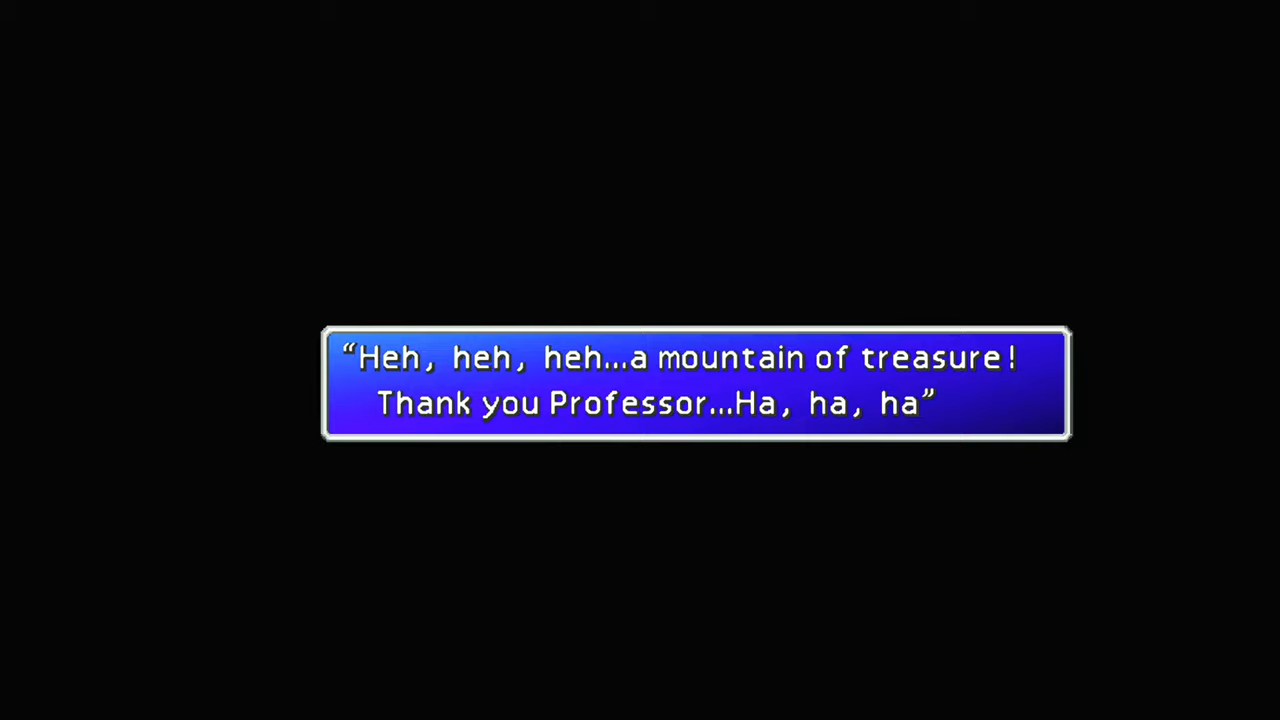 “Heh, heh, heh...a mountain of treasure!
Thank you Professor...Ha, ha, ha”